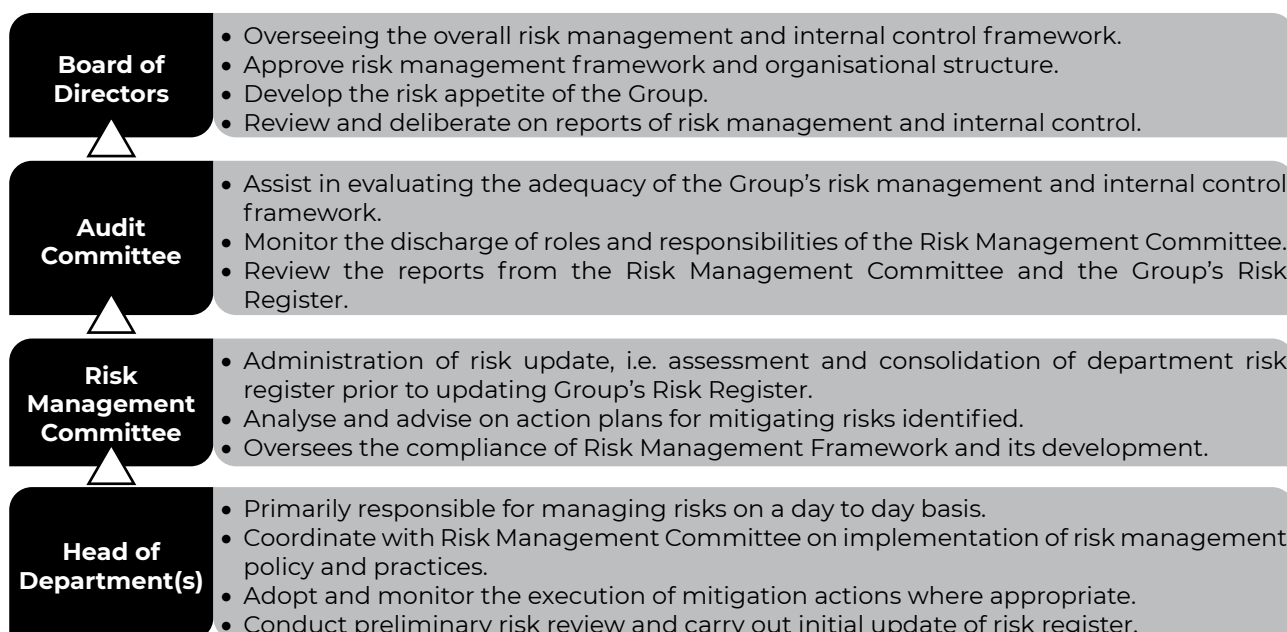 Board of
Directors
• Overseeing the overall risk management and internal control framework.
• Approve risk management framework and organisational structure.
• Develop the risk appetite of the Group.
• Review and deliberate on reports of risk management and internal control.
Audit
Committee
• Assist in evaluating the adequacy of the Group’s risk management and internal control
framework.
• Monitor the discharge of roles and responsibilities of the Risk Management Committee.
• Review the reports from the Risk Management Committee and the Group’s Risk
Register.
Risk
Management
Committee
• Administration of risk update, i.e. assessment and consolidation of department risk
register prior to updating Group’s Risk Register.
• Analyse and advise on action plans for mitigating risks identified.
• Oversees the compliance of Risk Management Framework and its development.
Head of
Department(s)
• Primarily responsible for managing risks on a day to day basis.
• Coordinate with Risk Management Committee on implementation of risk management
policy and practices.
• Adopt and monitor the execution of mitigation actions where appropriate.
• Conduct preliminary risk review and carry out initial update of risk register.